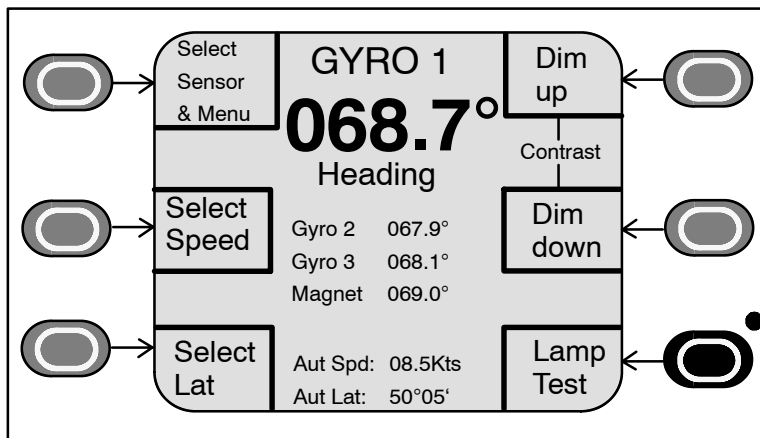 Select
Sensor
& Menu
GYRO 1
068.7°
Heading
Dim
up
Contrast
Select
Speed
Gyro 2 067.9°
Gyro 3 068.1°
Magnet 069.0°
Dim
down
Select
Lat
Aut Spd: 08.5Kts
Aut Lat: 50°05‘
Lamp
Test